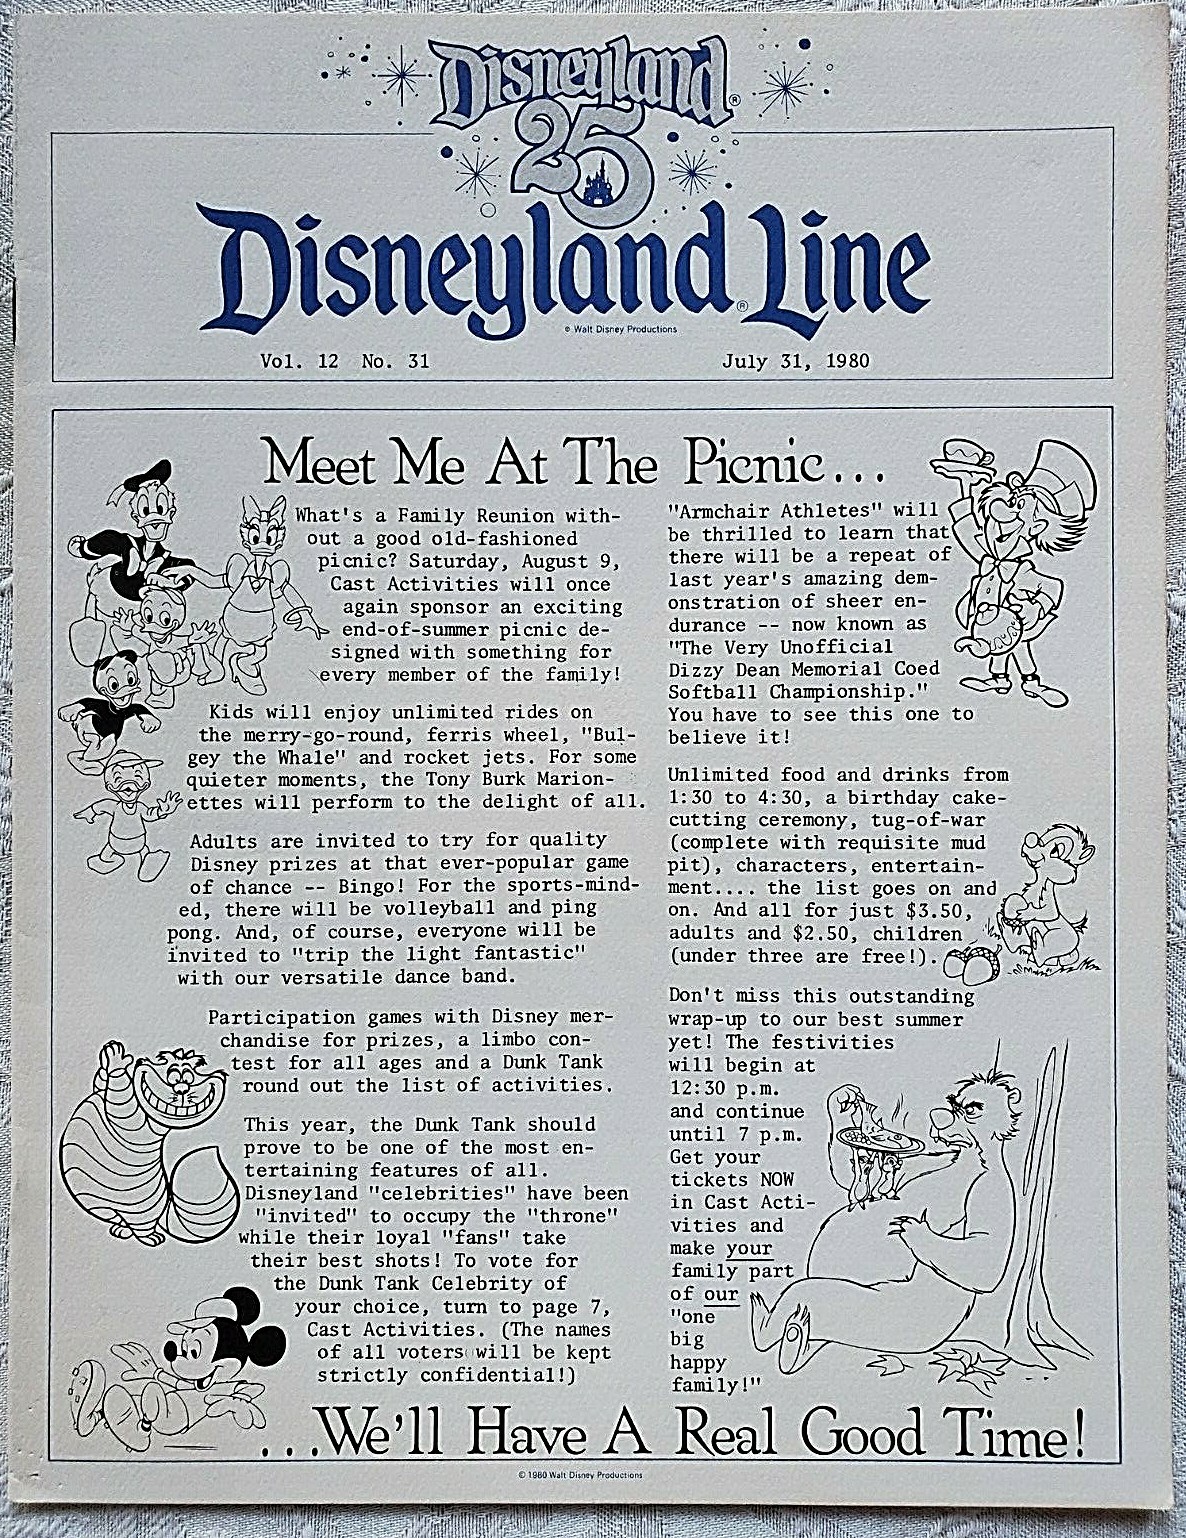 Disneyland®
25
Disneyland® Line
© Walt Disney Productions
Vol. 12 No. 31 July 31, 1980
Meet Me At The Picnic...
What's a Family Reunion with-
out a good old-fashioned
picnic? Saturday, August 9,
Cast Activities will once
again sponsor an exciting
end-of-summer picnic de-
signed with something for
every member of the family!
Kids will enjoy unlimited rides on
the merry-go-round, ferris wheel, "Bul-
gey the Whale" and rocket jets. For some
quieter moments, the Tony Burk Marion-
ettes will perform to the delight of all.
Adults are invited to try for quality
Disney prizes at that ever-popular game
of chance -- Bingo! For the sports-mind-
ed, there will be volleyball and ping
pong. And, of course, everyone will be
invited to "trip the light fantastic"
with our versatile dance band.
Participation games with Disney mer-
chandise for prizes, a limbo con-
test for all ages and a Dunk Tank
round out the list of activities.
This year, the Dunk Tank should
prove to be one of the most en-
tertaining features of all.
Disneyland "celebrities" have been
"invited" to occupy the "throne"
while their loyal "fans" take
their best shots! To vote for
the Dunk Tank Celebrity of
your choice, turn to page 7,
Cast Activities. (The names
of all voters will be kept
strictly confidential!)
"Armchair Athletes" will
be thrilled to learn that
there will be a repeat of
last year's amazing dem-
onstration of sheer en-
durance -- now known as
"The Very Unofficial
Dizzy Dean Memorial Coed
Softball Championship."
You have to see this one to
believe it!
Unlimited food and drinks from
1:30 to 4:30, a birthday cake-
cutting ceremony, tug-of-war
(complete with requisite mud
pit), characters, entertain-
ment.... the list goes on and
on. And all for just $3.50,
adults and $2.50, children
(under three are free!).
Don't miss this outstanding
wrap-up to our best summer
yet! The festivities
will begin at
12:30 p.m.
and continue
until 7 p.m.
Get your
tickets NOW
in Cast Acti-
vities and
make your
family part
of our
"one
big
happy
family!"
...We'll Have A Real Good Time!
© 1980 Walt Disney Productions